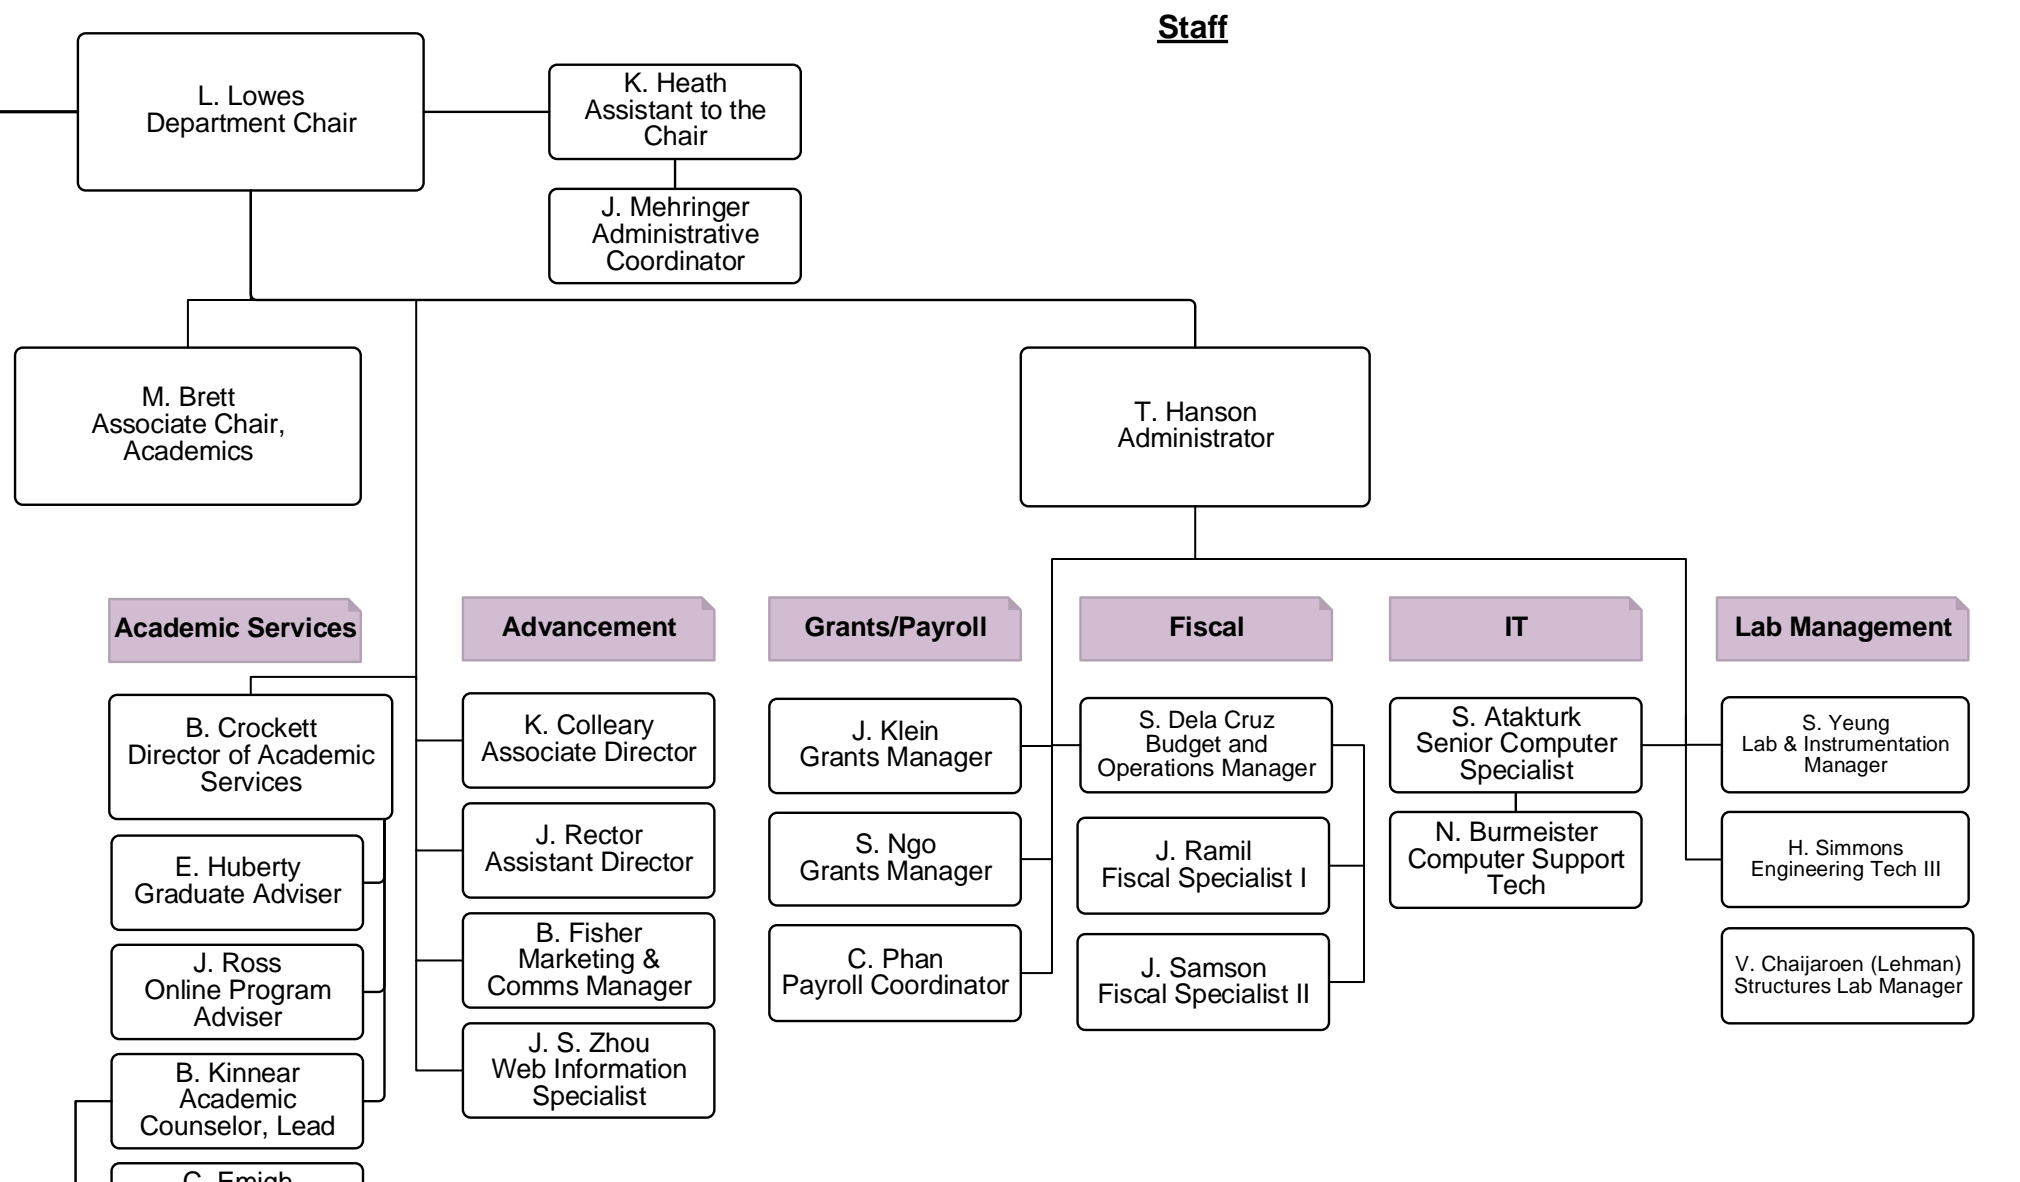 Staff
L. Lowes
Department Chair
K. Heath
Assistant to the
Chair
J. Mehringer
Administrative
Coordinator
M. Brett
Associate Chair,
Academics
T. Hanson
Administrator
Academic Services
B. Crockett
Director of Academic
Services
E. Huberty
Graduate Adviser
J. Ross
Online Program
Adviser
B. Kinnear
Academic
Counselor, Lead
C. Emigh
Advancement
K. Colleary
Associate Director
J. Rector
Assistant Director
B. Fisher
Marketing &
Comms Manager
J. S. Zhou
Web Information
Specialist
Grants/Payroll
J. Klein
Grants Manager
S. Ngo
Grants Manager
C. Phan
Payroll Coordinator
Fiscal
S. Dela Cruz
Budget and
Operations Manager
J. Ramil
Fiscal Specialist I
J. Samson
Fiscal Specialist II
IT
S. Atakturk
Senior Computer
Specialist
N. Burmeister
Computer Support
Tech
Lab Management
S. Yeung
Lab & Instrumentation
Manager
H. Simmons
Engineering Tech III
V. Chaijaroen (Lehman)
Structures Lab Manager